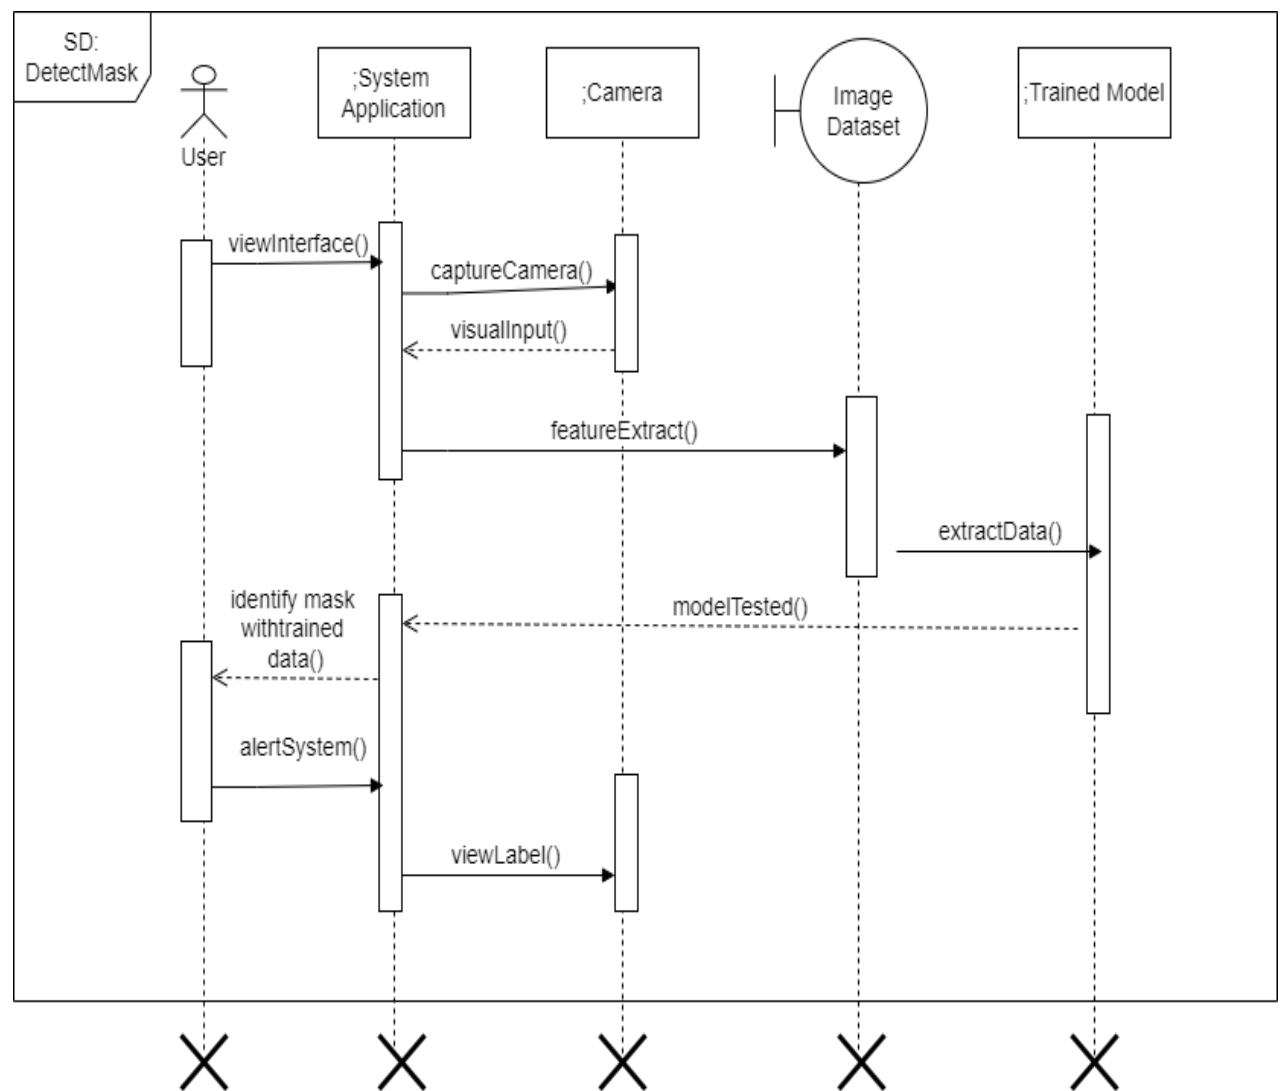 SD:
DetectMask
User
;System
Application
;Camera
Image
Dataset
;Trained Model
viewInterface()
captureCamera()
visualInput()
featureExtract()
extractData()
modelTested()
identify mask
withtrained
data()
alertSystem()
viewLabel()